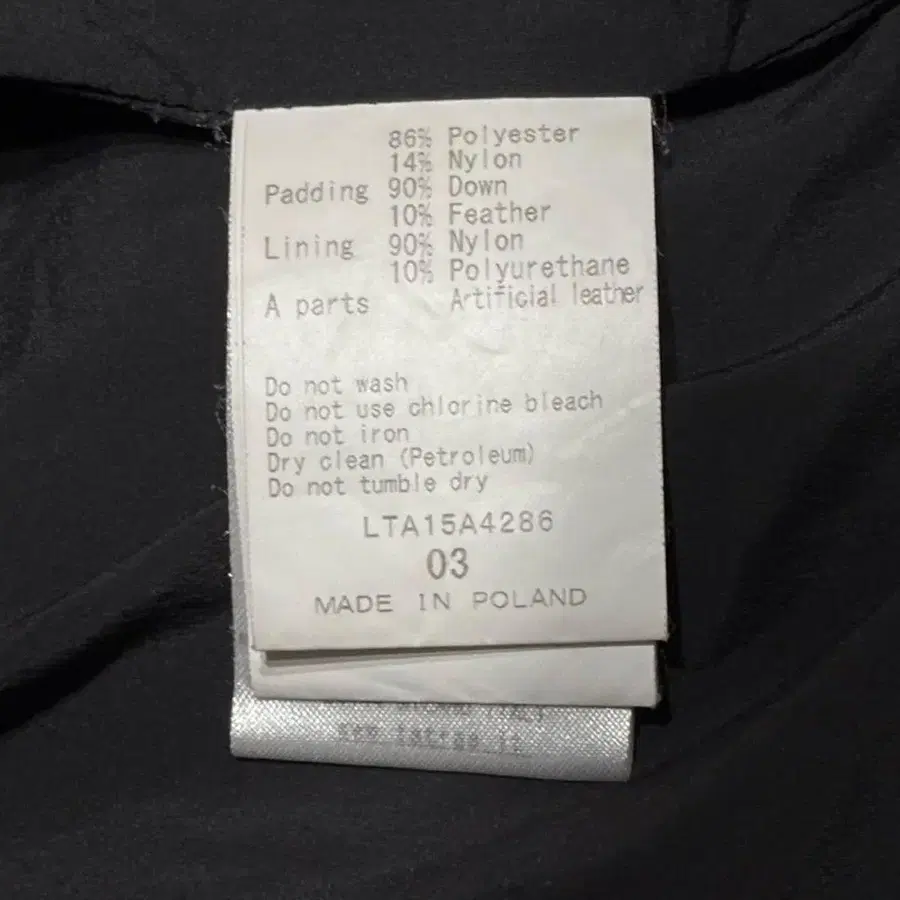 86% Polyester
14% Nylon
Padding 90% Down
10% Feather
Lining 90% Nylon
10% Polyurethane
A parts Artificial leather
Do not wash
Do not use chlorine bleach
Do not iron
Dry clean (Petroleum)
Do not tumble dry
LTA15A4286
03
MADE IN POLAND